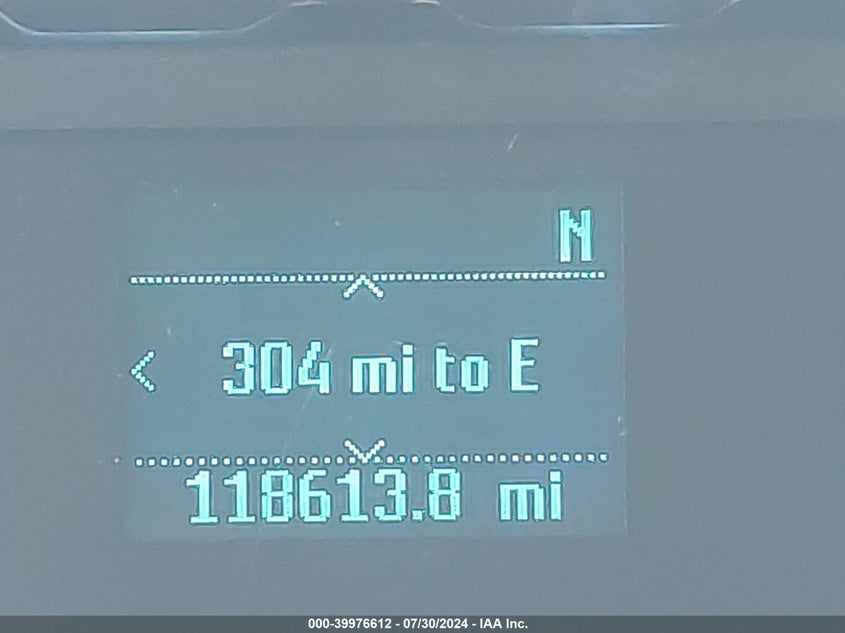 N
304 mi to E
118613.8 mi
000-39976612 - 07/30/2024 - IAA Inc.